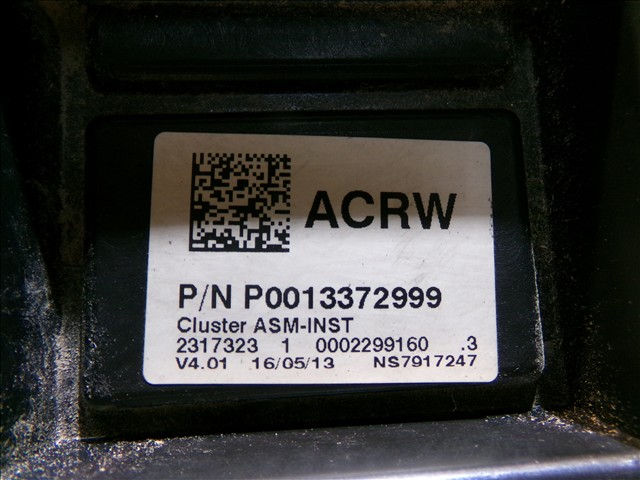 ACRW
P/N P0013372999
Cluster ASM-INST
2317323 1 0002299160 .3
V4.01 16/05/13 NS7917247